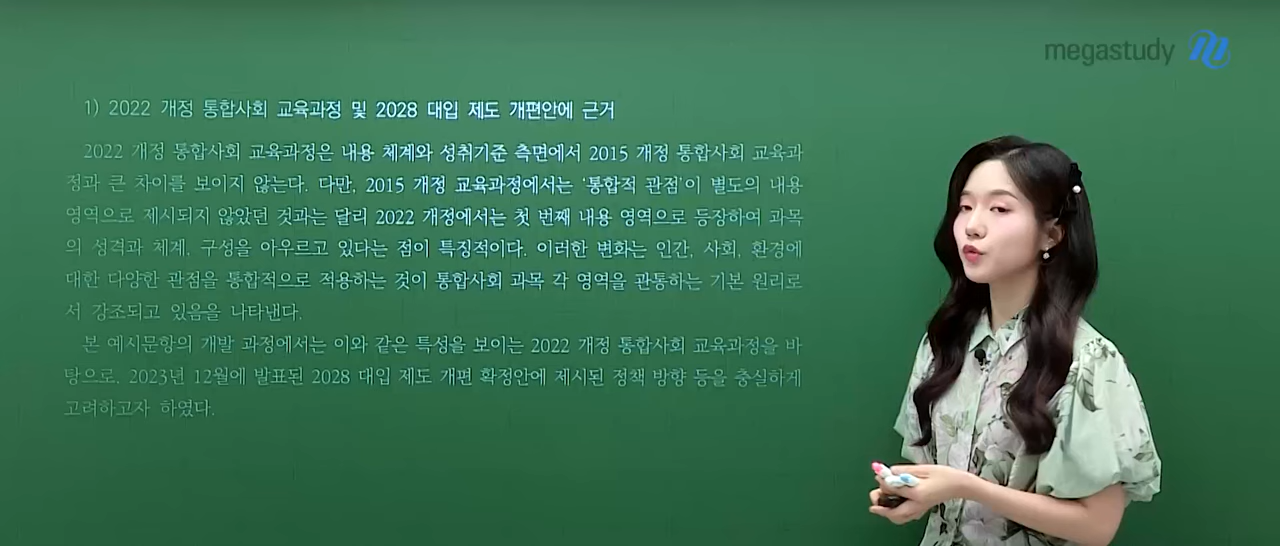 megastudy
1) 2022 개정 통합사회 교육과정 및 2028 대입 제도 개편안에 근거
2022 개정 통합사회 교육과정은 내용 체계와 성취기준 측면에서 2015 개정 통합사회 교육과
정과 큰 차이를 보이지 않는다. 다만, 2015 개정 교육과정에서는 '통합적 관점'이 별도의 내용
영역으로 제시되지 않았던 것과는 달리 2022 개정에서는 첫 번째 내용 영역으로 등장하여 과목
의 성격과 체계, 구성을 아우르고 있다는 점이 특징적이다. 이러한 변화는 인간, 사회, 환경에
대한 다양한 관점을 통합적으로 적용하는 것이 통합사회 과목 각 영역을 관통하는 기본 원리로
서 강조되고 있음을 나타낸다.
본 예시문항의 개발 과정에서는 이와 같은 특성을 보이는 2022 개정 통합사회 교육과정을 바
탕으로, 2023년 12월에 발표된 2028 대입 제도 개편 확정안에 제시된 정책 방향 등을 충실하게
고려하고자 하였다.